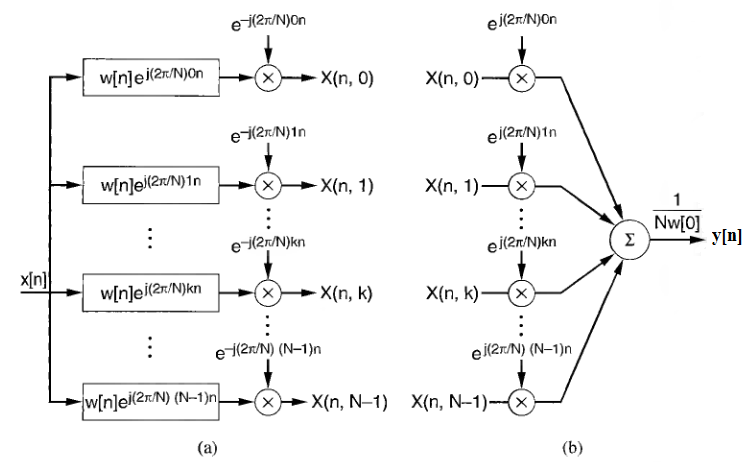 e^-j(2π/N)0n
w[n]e^j(2π/N)0n
×
X(n, 0)
e^-j(2π/N)1n
w[n]e^j(2π/N)1n
×
X(n, 1)
e^-j(2π/N)kn
x[n]
w[n]e^j(2π/N)kn
×
X(n, k)
e^-j(2π/N) (N–1)n
w[n]e^j(2π/N) (N–1)n
×
X(n, N–1)
(a)
e^j(2π/N)0n
X(n, 0)
×
e^j(2π/N)1n
X(n, 1)
×
e^j(2π/N)kn
X(n, k)
×
e^j(2π/N) (N–1)n
X(n, N–1)
×
Σ
1
Nw[0]
y[n]
(b)